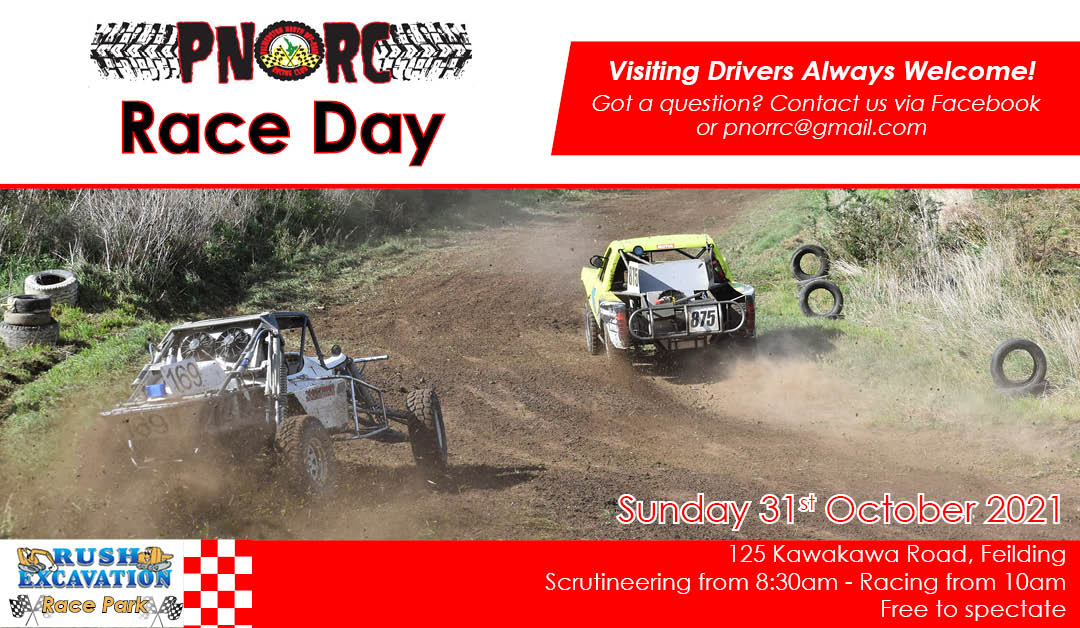 PNORC
Race Day
Visiting Drivers Always Welcome!
Got a question? Contact us via Facebook
or pnorrc@gmail.com
875
169
Sunday 31st October 2021
RUSH
EXCAVATION
Race Park
125 Kawakawa Road, Feilding
Scrutineering from 8:30am - Racing from 10am
Free to spectate